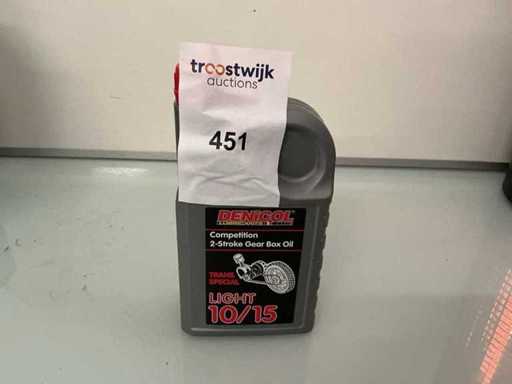 troostwijk
auctions
451
DENICOL
Competition
2-Stroke Gear Box Oil
TRANS
SPECIAL
LIGHT
10/15